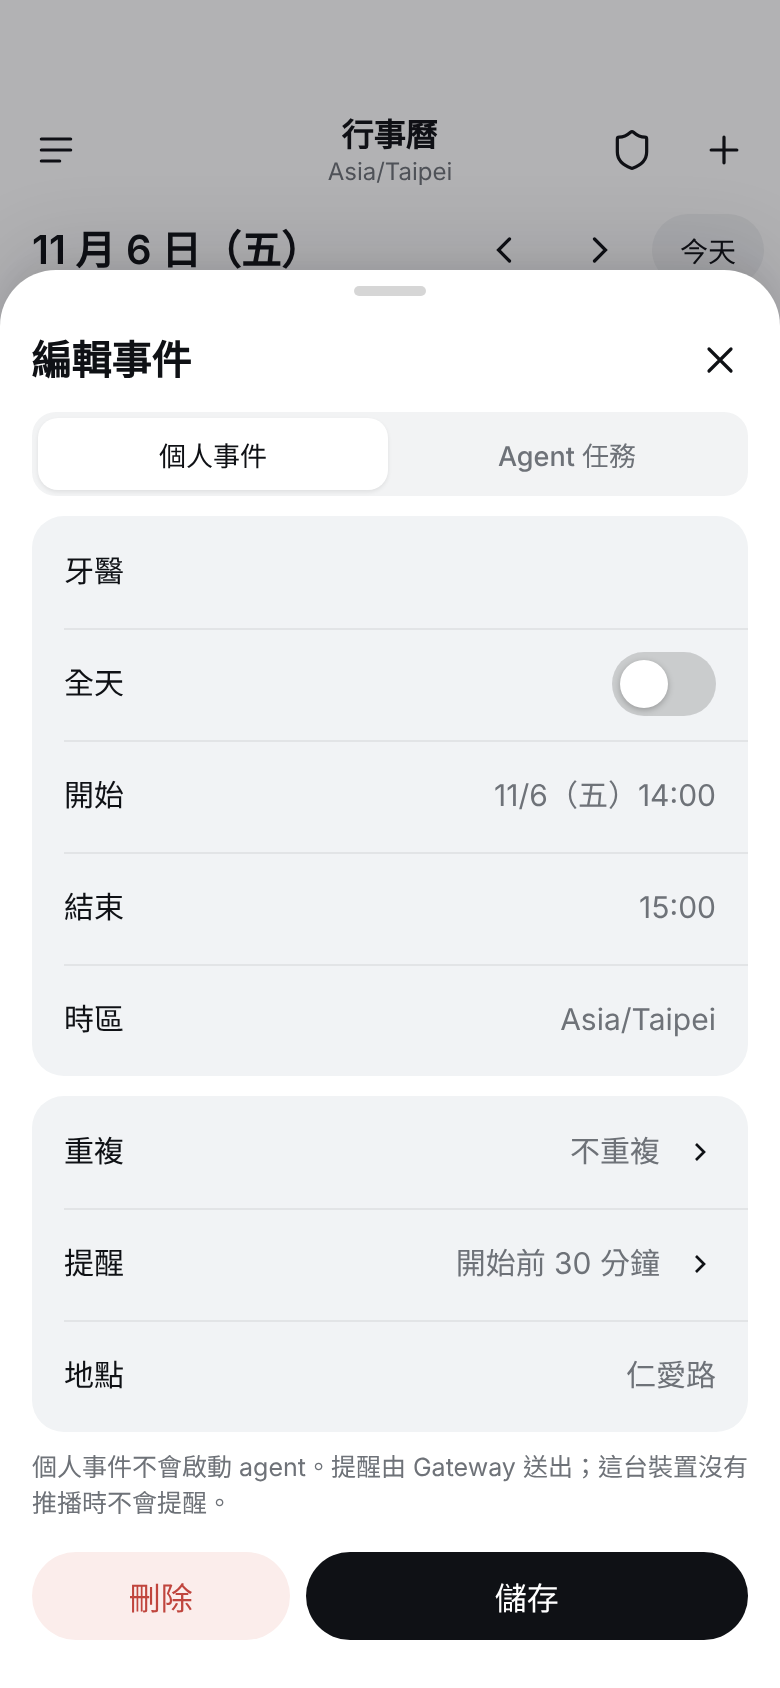 行事曆
Asia/Taipei
11 月 6 日（五）
今天
編輯事件
個人事件
Agent 任務
牙醫
全天
開始 11/6（五）14:00
結束 15:00
時區 Asia/Taipei
重複 不重複
提醒 開始前 30 分鐘
地點 仁愛路
個人事件不會啟動 agent。提醒由 Gateway 送出；這台裝置沒有
推播時不會提醒。
刪除
儲存